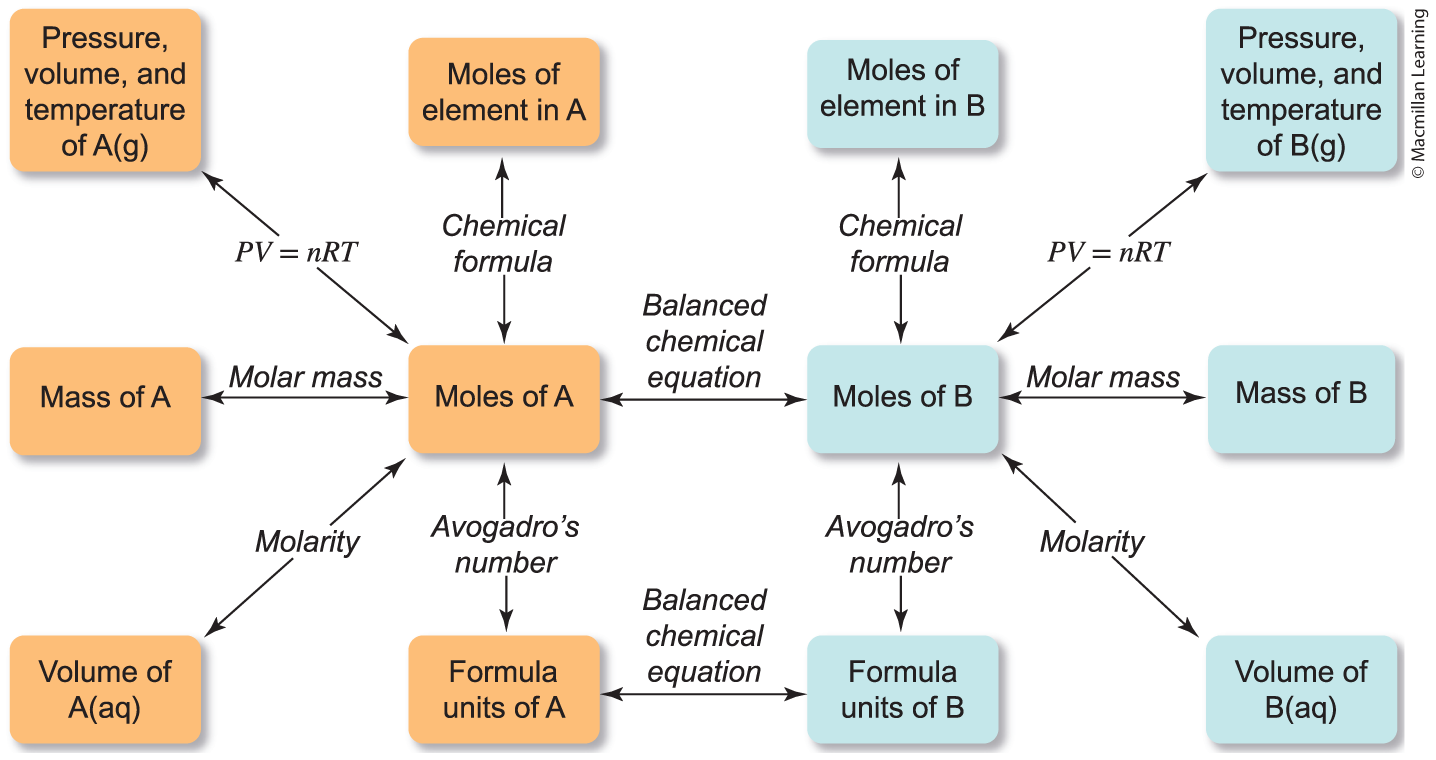 Pressure,
volume, and
temperature
of A(g)
Moles of
element in A
Moles of
element in B
Pressure,
volume, and
temperature
of B(g)
© Macmillan Learning
PV = nRT
Chemical
formula
Chemical
formula
PV = nRT
Balanced
chemical
equation
Mass of A
Molar mass
Moles of A
Moles of B
Molar mass
Mass of B
Molarity
Avogadro’s
number
Avogadro’s
number
Molarity
Balanced
chemical
equation
Volume of
A(aq)
Formula
units of A
Formula
units of B
Volume of
B(aq)